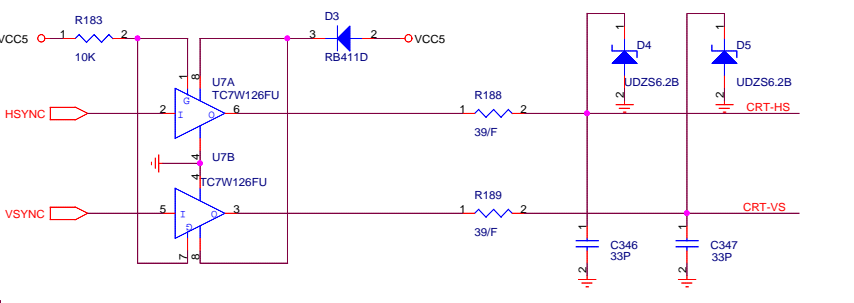 D3
R183
D4
D5
VCC5
1
2
3
2
VCC5
1
1
10K
RB411D
UDZS6.2B
UDZS6.2B
2
2
1
8
U7A
TC7W126FU
G
HSYNC
2
I
O
6
1
R188
2
39/F
CRT-HS
4
U7B
4
TC7W126FU
VSYNC
5
I
O
3
1
R189
2
39/F
CRT-VS
G
7
8
1
C346
33P
2
1
C347
33P
2